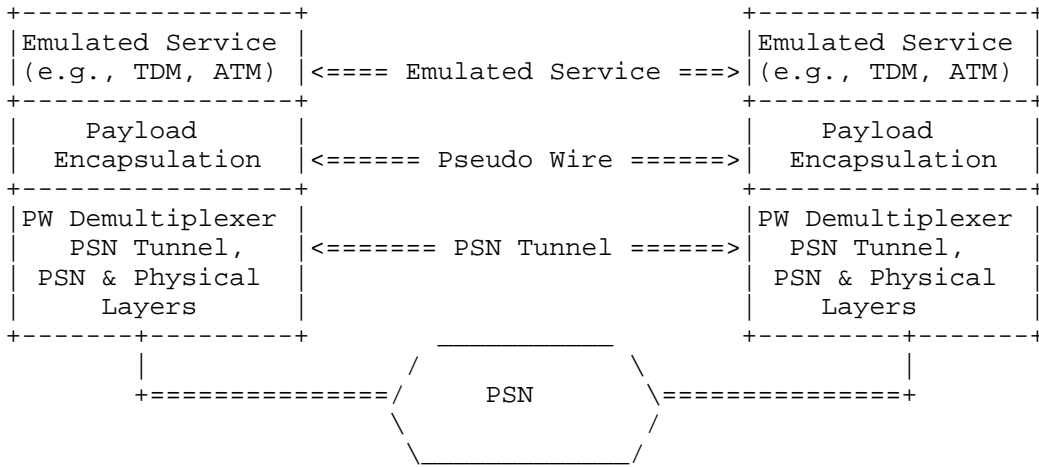 Emulated Service Emulated Service
(e.g., TDM, ATM) <==== Emulated Service ===> (e.g., TDM, ATM)
Payload Payload
Encapsulation <====== Pseudo Wire ======> Encapsulation
PW Demultiplexer PW Demultiplexer
PSN Tunnel, <======= PSN Tunnel ======> PSN Tunnel,
PSN & Physical PSN & Physical
Layers Layers
PSN